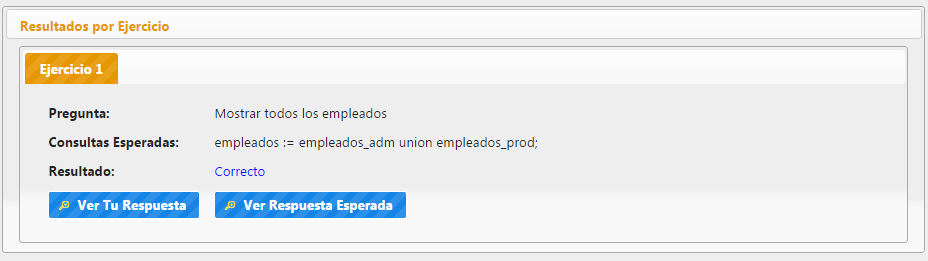 Resultados por Ejercicio
Ejercicio 1
Pregunta: Mostrar todos los empleados
Consultas Esperadas: empleados := empleados_adm union empleados_prod;
Resultado: Correcto
Ver Tu Respuesta Ver Respuesta Esperada